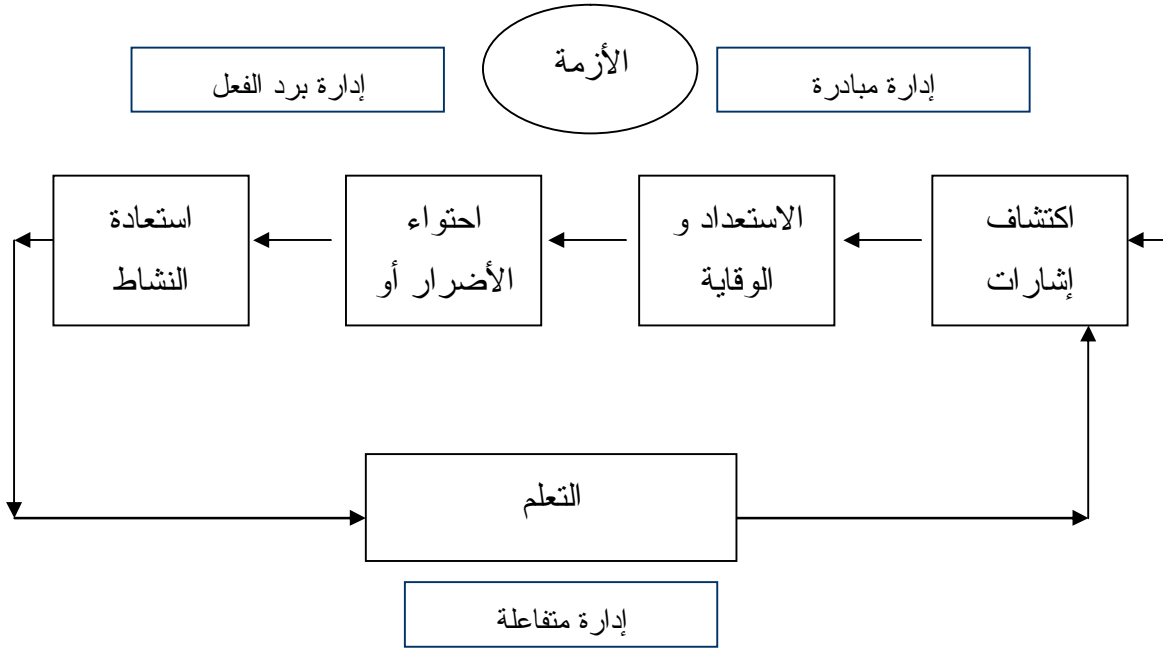 الأزمة
إدارة مبادرة
إدارة برد الفعل
اكتشاف
إشارات
الاستعداد و
الوقاية
احتواء
الأضرار أو
استعادة
النشاط
التعلم
إدارة متفاعلة